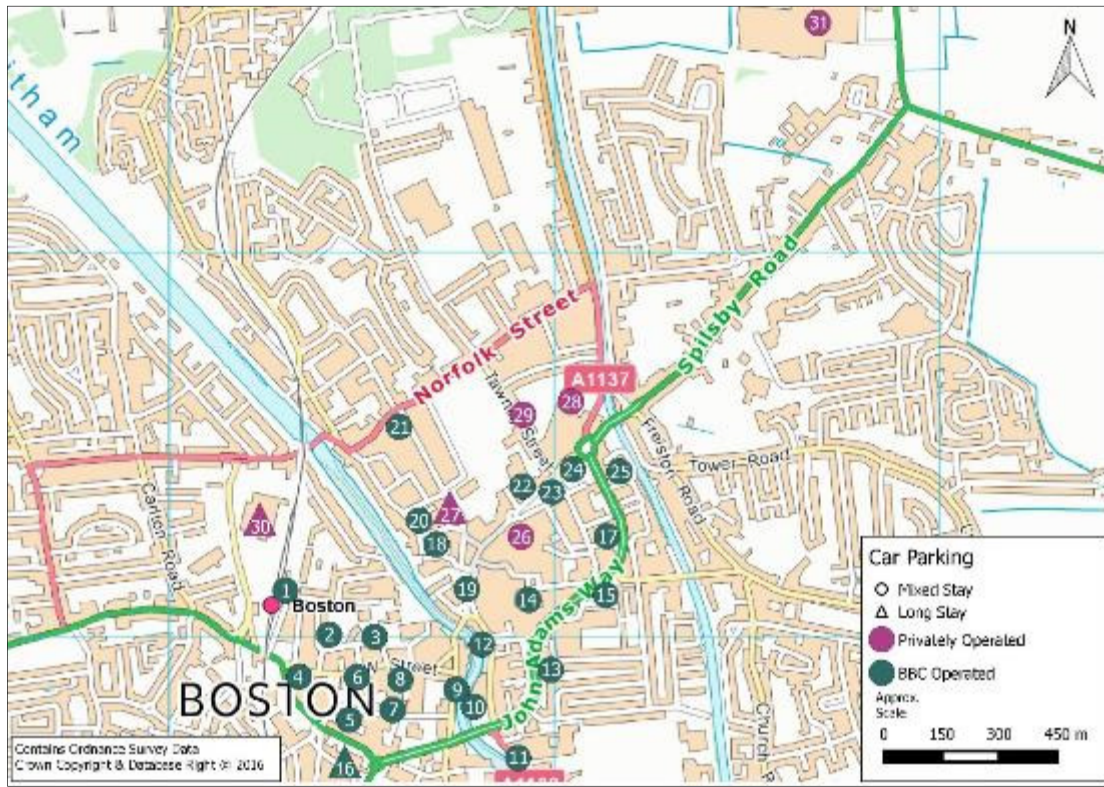 31
N
itham
Spilsby Road
Norfolk Street
A1137
28
29
21
Freiston Road
Tower Road
24
25
22
23
27
20
30
26
Carlton Road
18
17
1
19
14
15
Boston
John Adams Way
2
3
12
13
Street
4
6
8
9
BOSTON
10
7
5
Church R
11
16
Car Parking
Mixed Stay
Long Stay
Privately Operated
BBC Operated
Approx.
Scale
0 150 300 450 m
Contains Ordnance Survey Data
Crown Copyright & Database Right © 2016